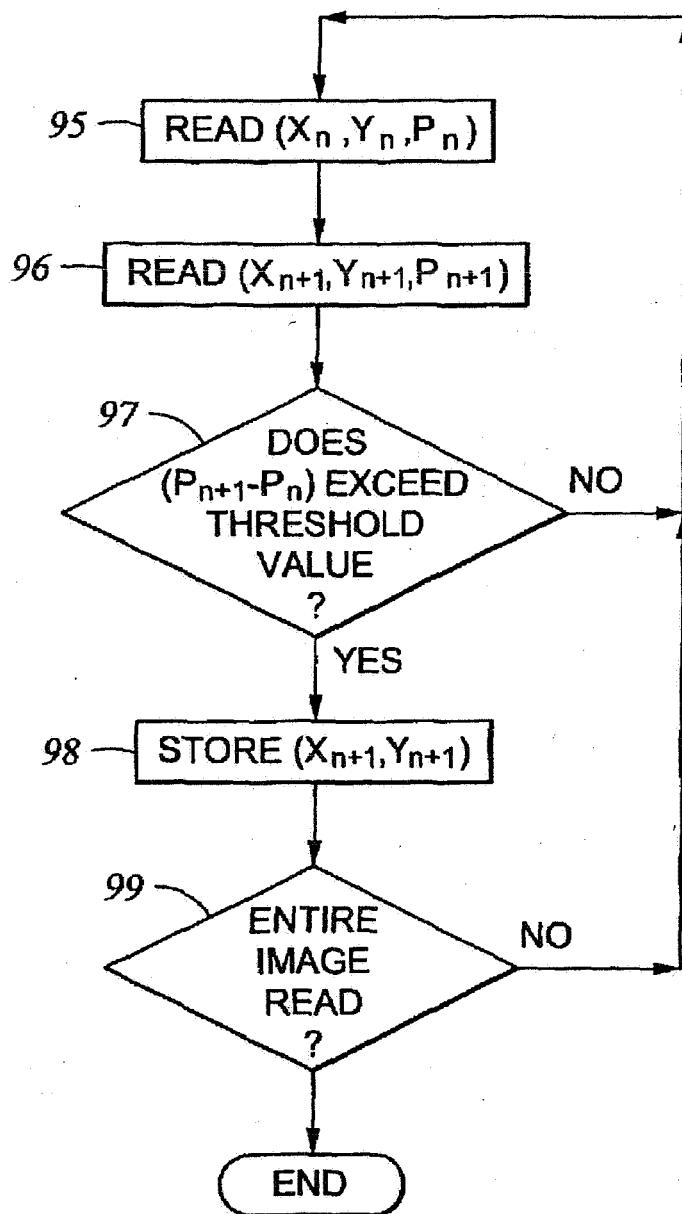 95 READ (Xn, Yn, Pn)
96 READ (Xn+1, Yn+1, Pn+1)
97
DOES
(Pn+1-Pn) EXCEED
THRESHOLD
VALUE
?
NO
YES
98 STORE (Xn+1, Yn+1)
99
ENTIRE
IMAGE
READ
?
NO
END